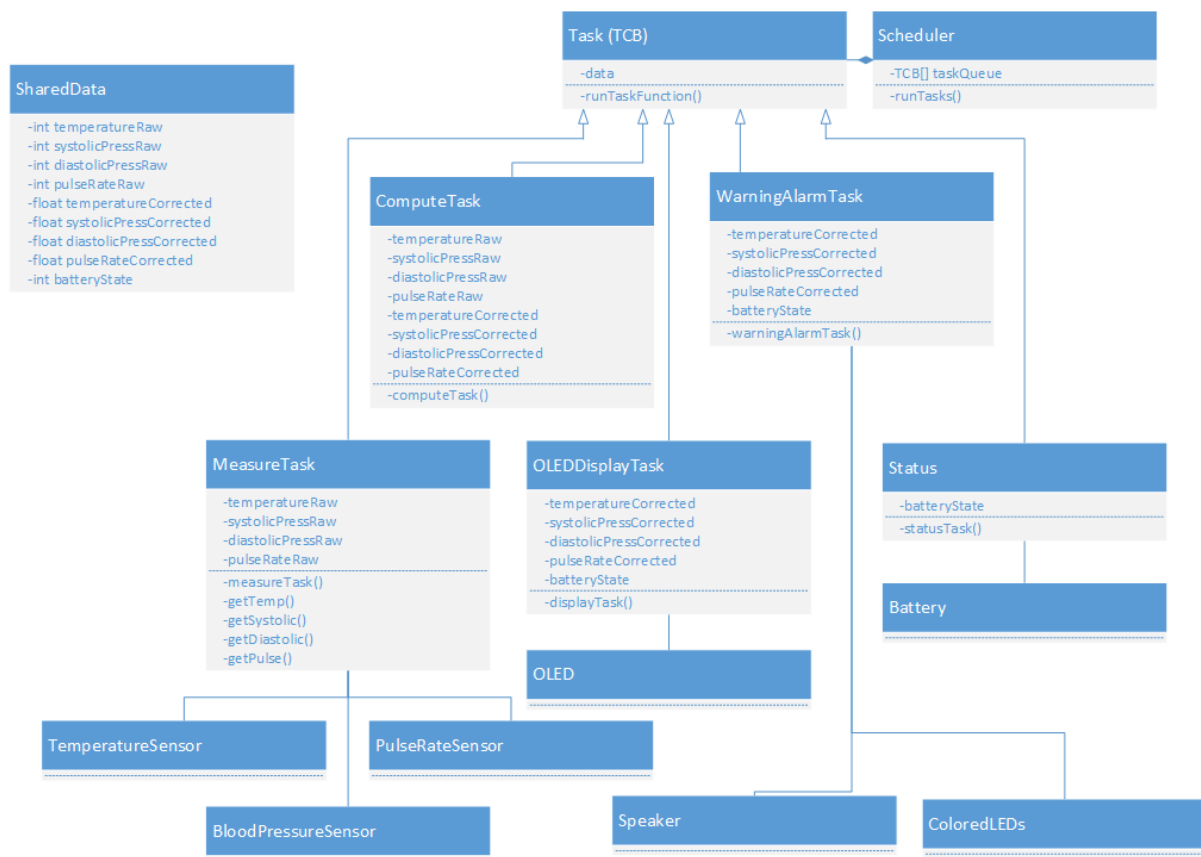 Task (TCB)
-data
-runTaskFunction()
Scheduler
-TCB[] taskQueue
-runTasks()
SharedData
-int temperatureRaw
-int systolicPressRaw
-int diastolicPressRaw
-int pulseRateRaw
-float temperatureCorrected
-float systolicPressCorrected
-float diastolicPressCorrected
-float pulseRateCorrected
-int batteryState
ComputeTask
-temperatureRaw
-systolicPressRaw
-diastolicPressRaw
-pulseRateRaw
-temperatureCorrected
-systolicPressCorrected
-diastolicPressCorrected
-pulseRateCorrected
-computeTask()
WarningAlarmTask
-temperatureCorrected
-systolicPressCorrected
-diastolicPressCorrected
-pulseRateCorrected
-batteryState
-warningAlarmTask()
MeasureTask
-temperatureRaw
-systolicPressRaw
-diastolicPressRaw
-pulseRateRaw
-measureTask()
-getTemp()
-getSystolic()
-getDiastolic()
-getPulse()
OLEDDisplayTask
-temperatureCorrected
-systolicPressCorrected
-diastolicPressCorrected
-pulseRateCorrected
-batteryState
-displayTask()
Status
-batteryState
-statusTask()
Battery
OLED
TemperatureSensor
PulseRateSensor
BloodPressureSensor
Speaker
ColoredLEDs